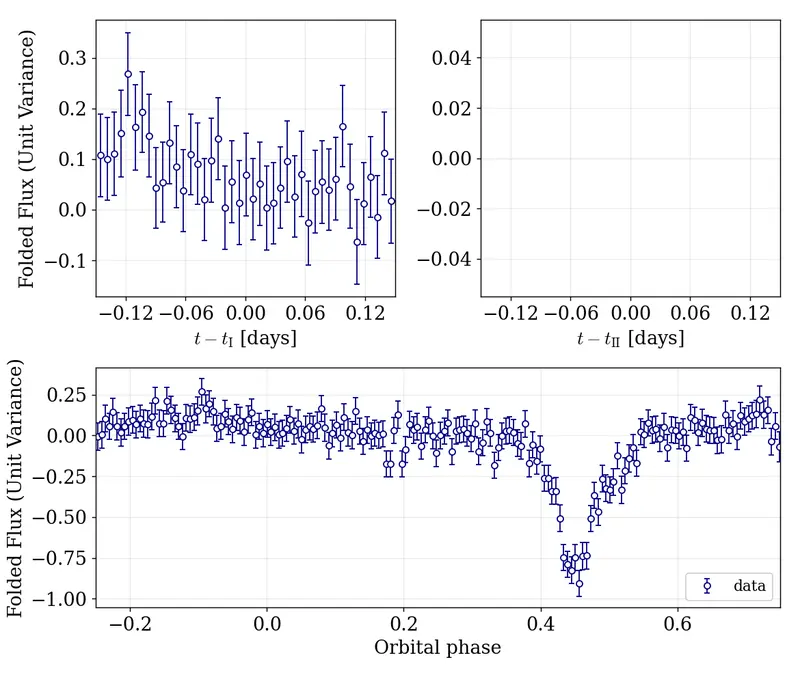 Folded Flux (Unit Variance)
0.3
0.2
0.1
0.0
−0.1
−0.12 −0.06 0.00 0.06 0.12
t − t_I [days]
0.04
0.02
0.00
−0.02
−0.04
−0.12 −0.06 0.00 0.06 0.12
t − t_II [days]
Folded Flux (Unit Variance)
0.25
0.00
−0.25
−0.50
−0.75
−1.00
data
−0.2 0.0 0.2 0.4 0.6
Orbital phase